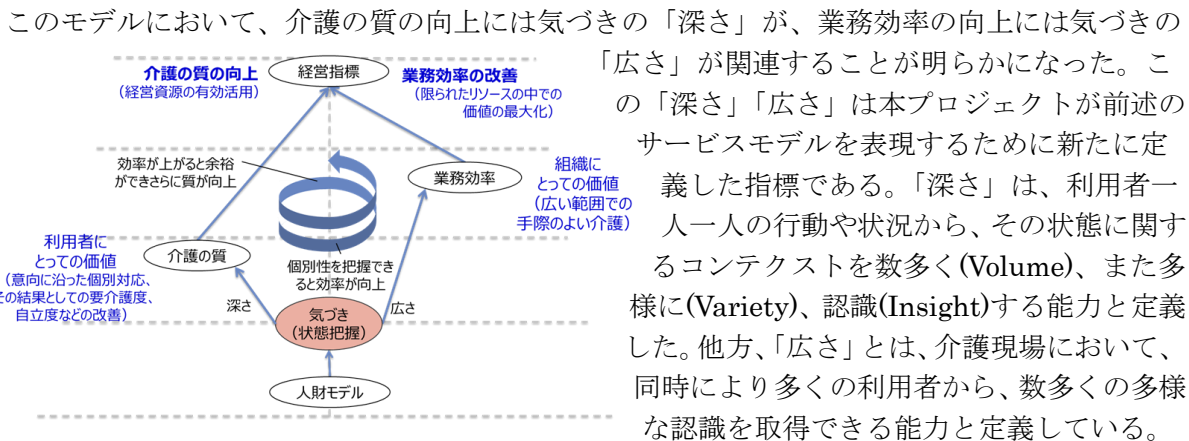 このモデルにおいて、介護の質の向上には気づきの「深さ」が、業務効率の向上には気づきの
「広さ」が関連することが明らかになった。こ
の「深さ」「広さ」は本プロジェクトが前述の
サービスモデルを表現するために新たに定
義した指標である。「深さ」は、利用者一
人一人の行動や状況から、その状態に関す
るコンテクストを数多く(Volume)、また多
様に(Variety)、認識(Insight)する能力と定義
した。他方、「広さ」とは、介護現場において、
同時により多くの利用者から、数多くの多様
な認識を取得できる能力と定義している。
介護の質の向上
（経営資源の有効活用）
経営指標
業務効率の改善
（限られたリソースの中での
価値の最大化）
効率が上がると余裕
ができさらに質が向上
業務効率
組織に
とっての価値
（広い範囲での
手際のよい介護）
利用者に
とっての価値
（意向に沿った個別対応、
その結果としての要介護度、
自立度などの改善）
介護の質
個別性を把握でき
ると効率が向上
深さ
広さ
気づき
（状態把握）
人財モデル